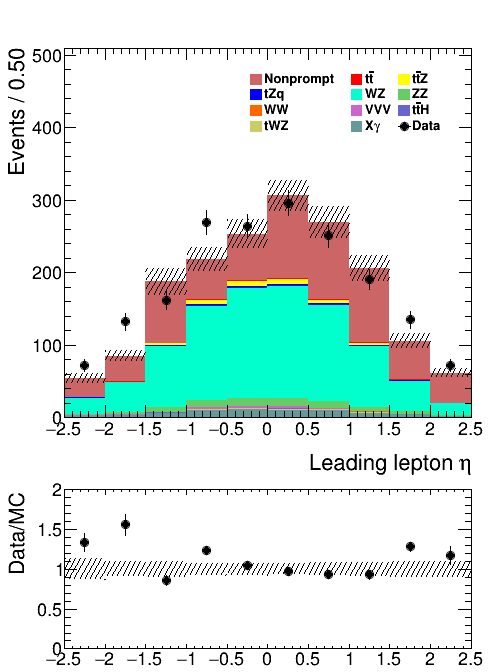 Events / 0.50
500
400
300
200
100
0
Nonprompt tt̄ tt̄Z
tZq WZ ZZ
WW VVV tt̄H
tWZ Xγ Data
−2.5 −2 −1.5 −1 −0.5 0 0.5 1 1.5 2 2.5
Leading lepton η
Data/MC
2
1.5
1
0.5
0
−2.5 −2 −1.5 −1 −0.5 0 0.5 1 1.5 2 2.5